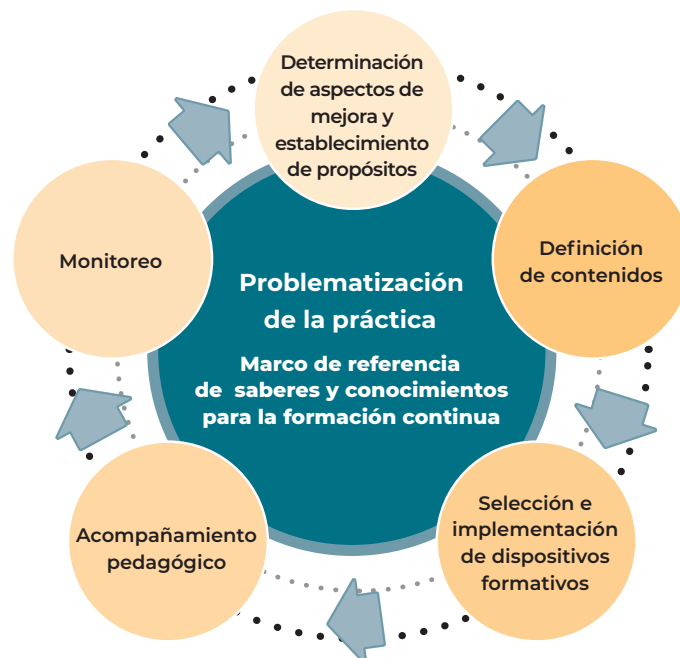 Determinación
de aspectos de
mejora y
establecimiento
de propósitos
Definición
de contenidos
Selección e
implementación
de dispositivos
formativos
Acompañamiento
pedagógico
Monitoreo
Problematización
de la práctica
Marco de referencia
de saberes y conocimientos
para la formación continua